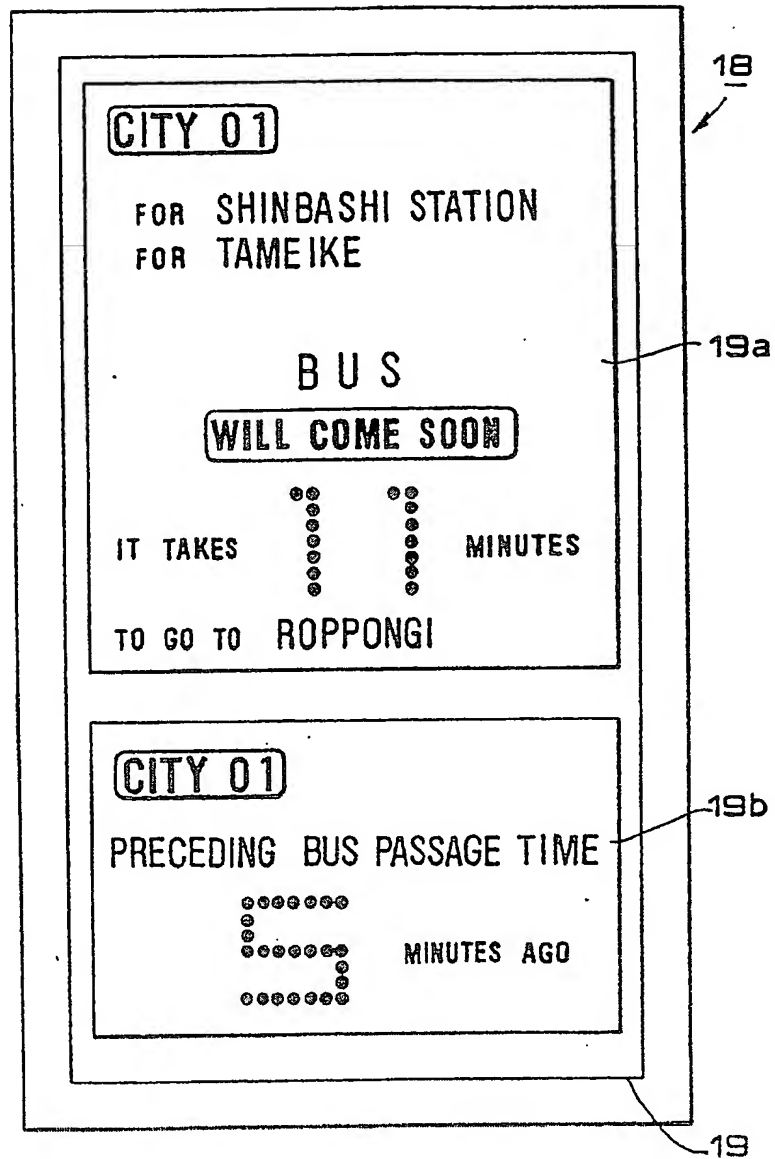 18
CITY 01
FOR SHINBASHI STATION
FOR TAMEIKE
19a
BUS
WILL COME SOON
IT TAKES 11 MINUTES
TO GO TO ROPPONGI
CITY 01
19b
PRECEDING BUS PASSAGE TIME
5 MINUTES AGO
19